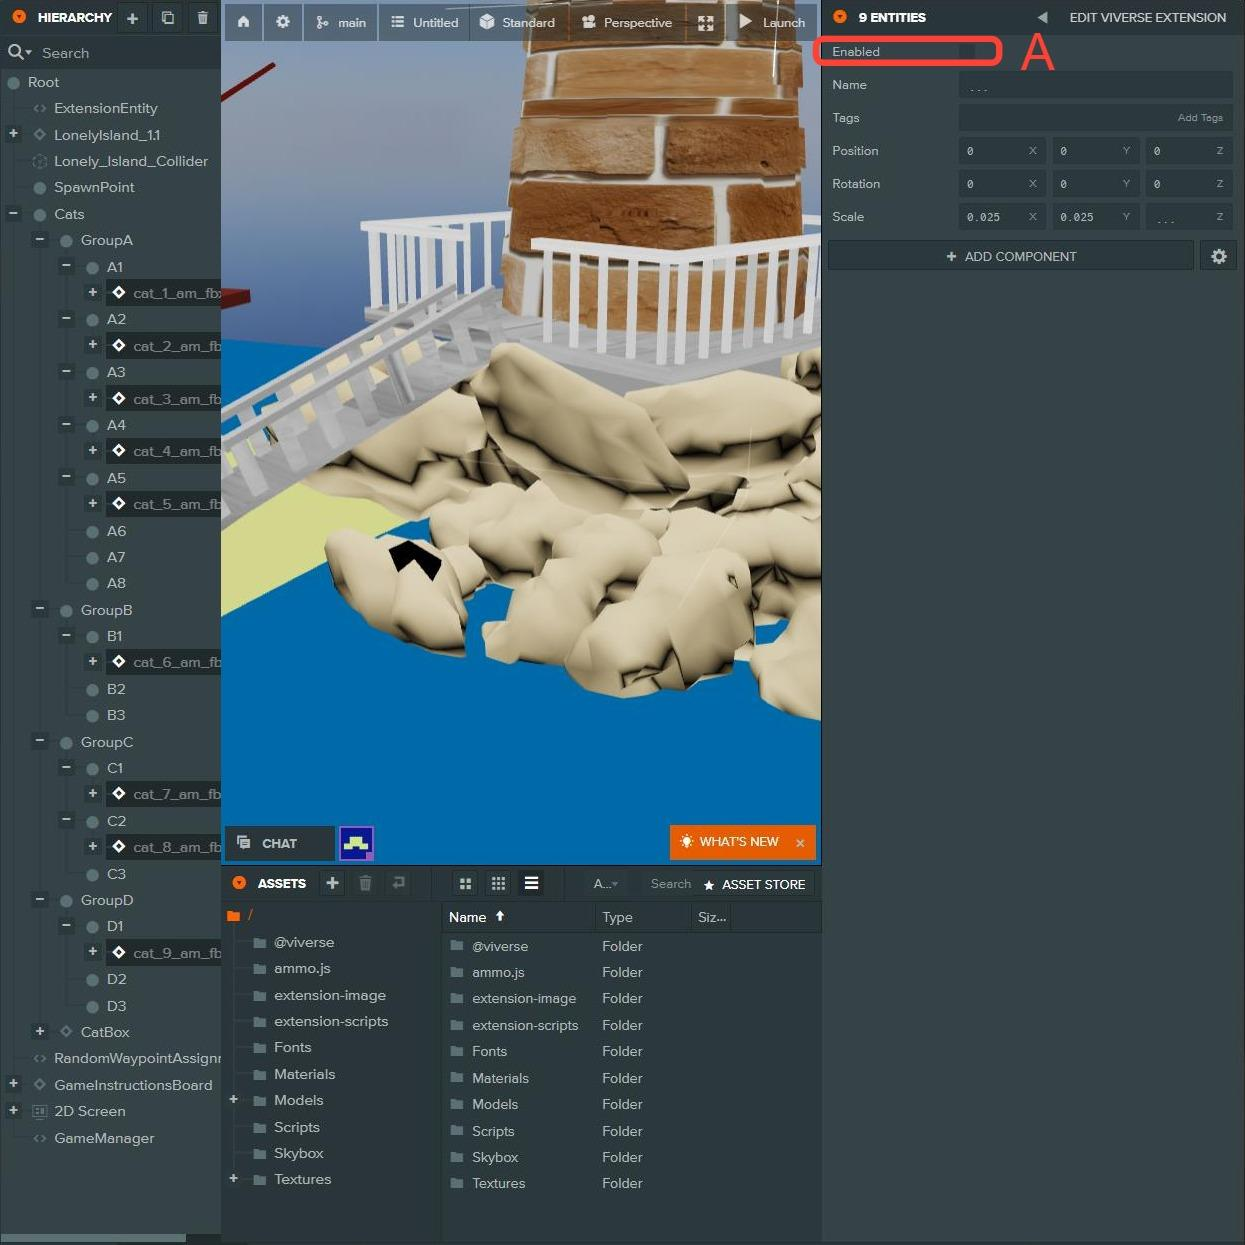 HIERARCHY
Search
Root
ExtensionEntity
LonelyIsland_1.1
Lonely_Island_Collider
SpawnPoint
Cats
GroupA
A1
cat_1_am_fbx
A2
cat_2_am_fb
A3
cat_3_am_fb
A4
cat_4_am_fb
A5
cat_5_am_fb
A6
A7
A8
GroupB
B1
cat_6_am_fb
B2
B3
GroupC
C1
cat_7_am_fb
C2
cat_8_am_fb
C3
GroupD
D1
cat_9_am_fb
D2
D3
CatBox
RandomWaypointAssignr
GameInstructionsBoard
2D Screen
GameManager
main Untitled Standard Perspective Launch
CHAT
WHAT'S NEW ×
ASSETS A... Search ASSET STORE
/
@viverse
ammo.js
extension-image
extension-scripts
Fonts
Materials
Models
Scripts
Skybox
Textures
Name Type Siz...
@viverse Folder
ammo.js Folder
extension-image Folder
extension-scripts Folder
Fonts Folder
Materials Folder
Models Folder
Scripts Folder
Skybox Folder
Textures Folder
9 ENTITIES EDIT VIVERSE EXTENSION
Enabled A
Name ...
Tags Add Tags
Position 0 X 0 Y 0 Z
Rotation 0 X 0 Y 0 Z
Scale 0.025 X 0.025 Y ... Z
+ ADD COMPONENT